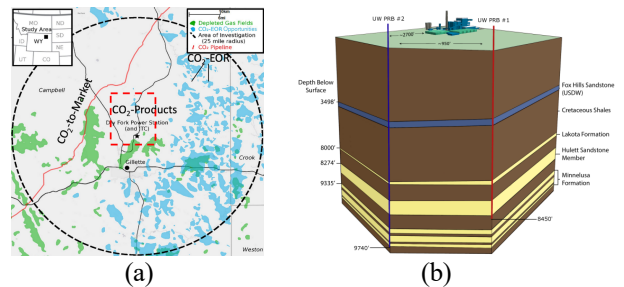 MT
ND
Study Area
SD
WY
ID
NE
UT
CO
Depleted Gas Fields
CO₂-EOR Opportunites
Area of Investigation
(25 mile radius)
CO₂ Pipeline
CO₂-EOR
Campbell
CO₂-to-Market
CO₂-Products
Dry Fork Power Station
(and ITC)
Gillette
Crook
Weston
(a)
UW PRB #2
UW PRB #1
Depth Below
Surface
3498'
8000'
8274'
9335'
9740'
8450'
Fox Hills Sandstone
(USDW)
Cretaceous Shales
Lakota Formation
Hulett Sandstone
Member
Minnelusa
Formation
(b)